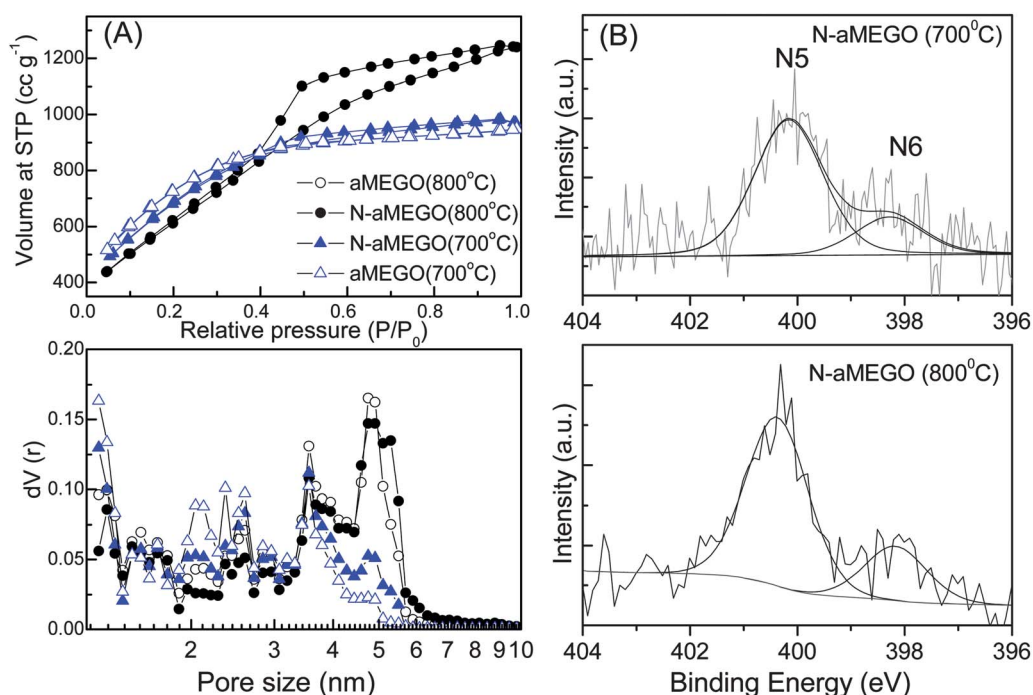 (A)
Volume at STP (cc g-1)
1200
1000
800
600
400
aMEGO(800°C)
N-aMEGO(800°C)
N-aMEGO(700°C)
aMEGO(700°C)
0.0 0.2 0.4 0.6 0.8 1.0
Relative pressure (P/P0)
dV (r)
0.20
0.15
0.10
0.05
0.00
2 3 4 5 6 7 8 9 10
Pore size (nm)
(B) N-aMEGO (700⁰C)
N5
N6
Intensity (a.u.)
404 402 400 398 396
N-aMEGO (800⁰C)
Intensity (a.u.)
404 402 400 398 396
Binding Energy (eV)